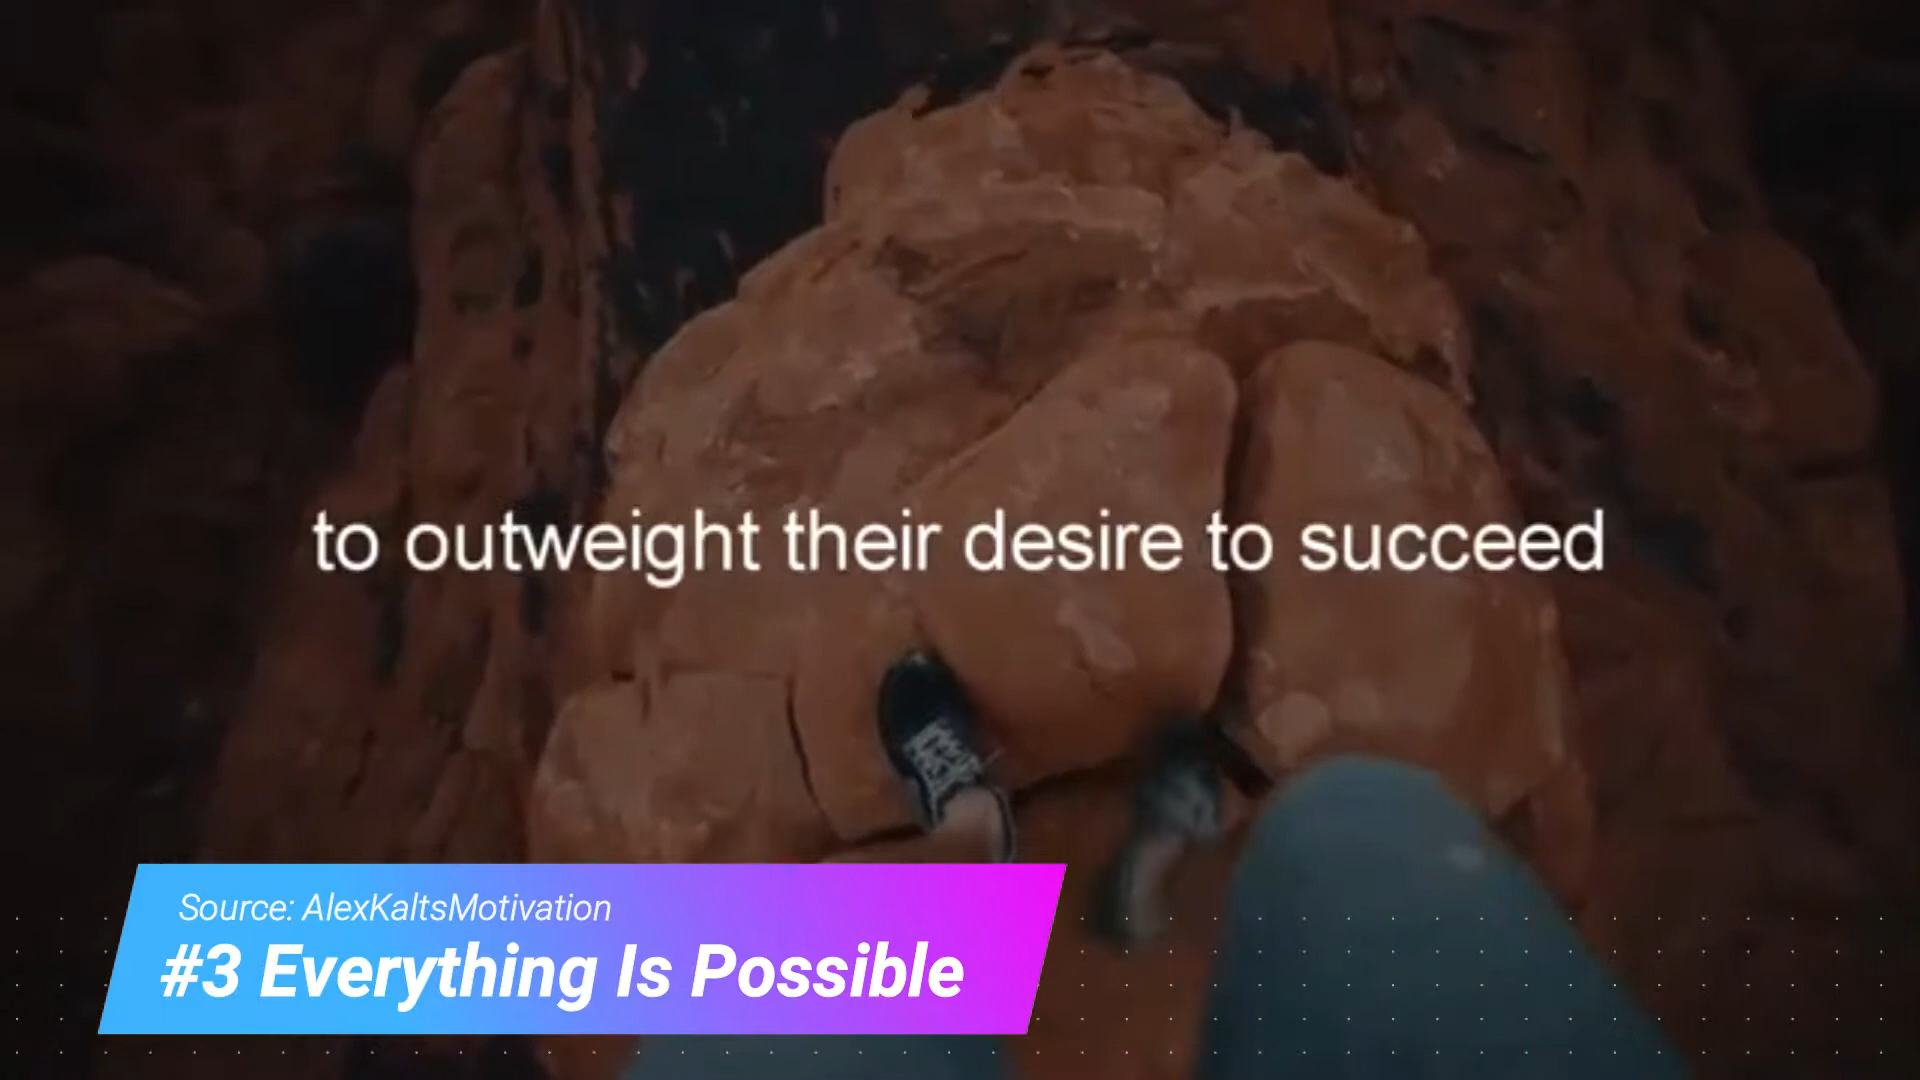 to outweight their desire to succeed
Source: AlexKaltsMotivation
#3 Everything Is Possible